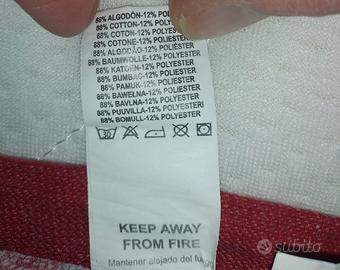 88% ALGODÓN-12% POLIÉSTER
88% COTTON-12% POLYESTER
88% COTON-12% POLYESTER
88% COTONE-12% POLIESTERE
88% ALGODÃO-12% POLIÉSTER
88% BAUMWOLLE-12% POLYESTER
88% KATOEN-12% POLYESTER
88% BUMBAC-12% POLIESTER
88% PAMUK-12% POLYESTER
88% BAWEŁNA-12% POLYESTER
88% BAVLNA-12% POLYESTER
88% PUUVILLA-12% POLYESTERI
88% BOMULL-12% POLYESTER
30
KEEP AWAY
FROM FIRE
Mantener alejado del fu
subito